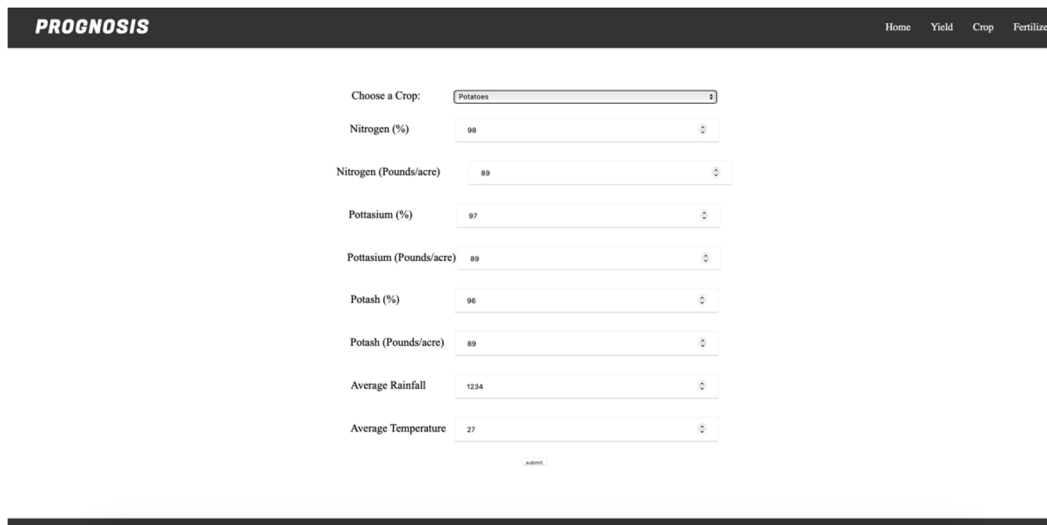 PROGNOSIS Home Yield Crop Fertilize
Choose a Crop: Potatoes
Nitrogen (%) 98
Nitrogen (Pounds/acre) 89
Pottasium (%) 97
Pottasium (Pounds/acre) 89
Potash (%) 96
Potash (Pounds/acre) 89
Average Rainfall 1234
Average Temperature 27
submit